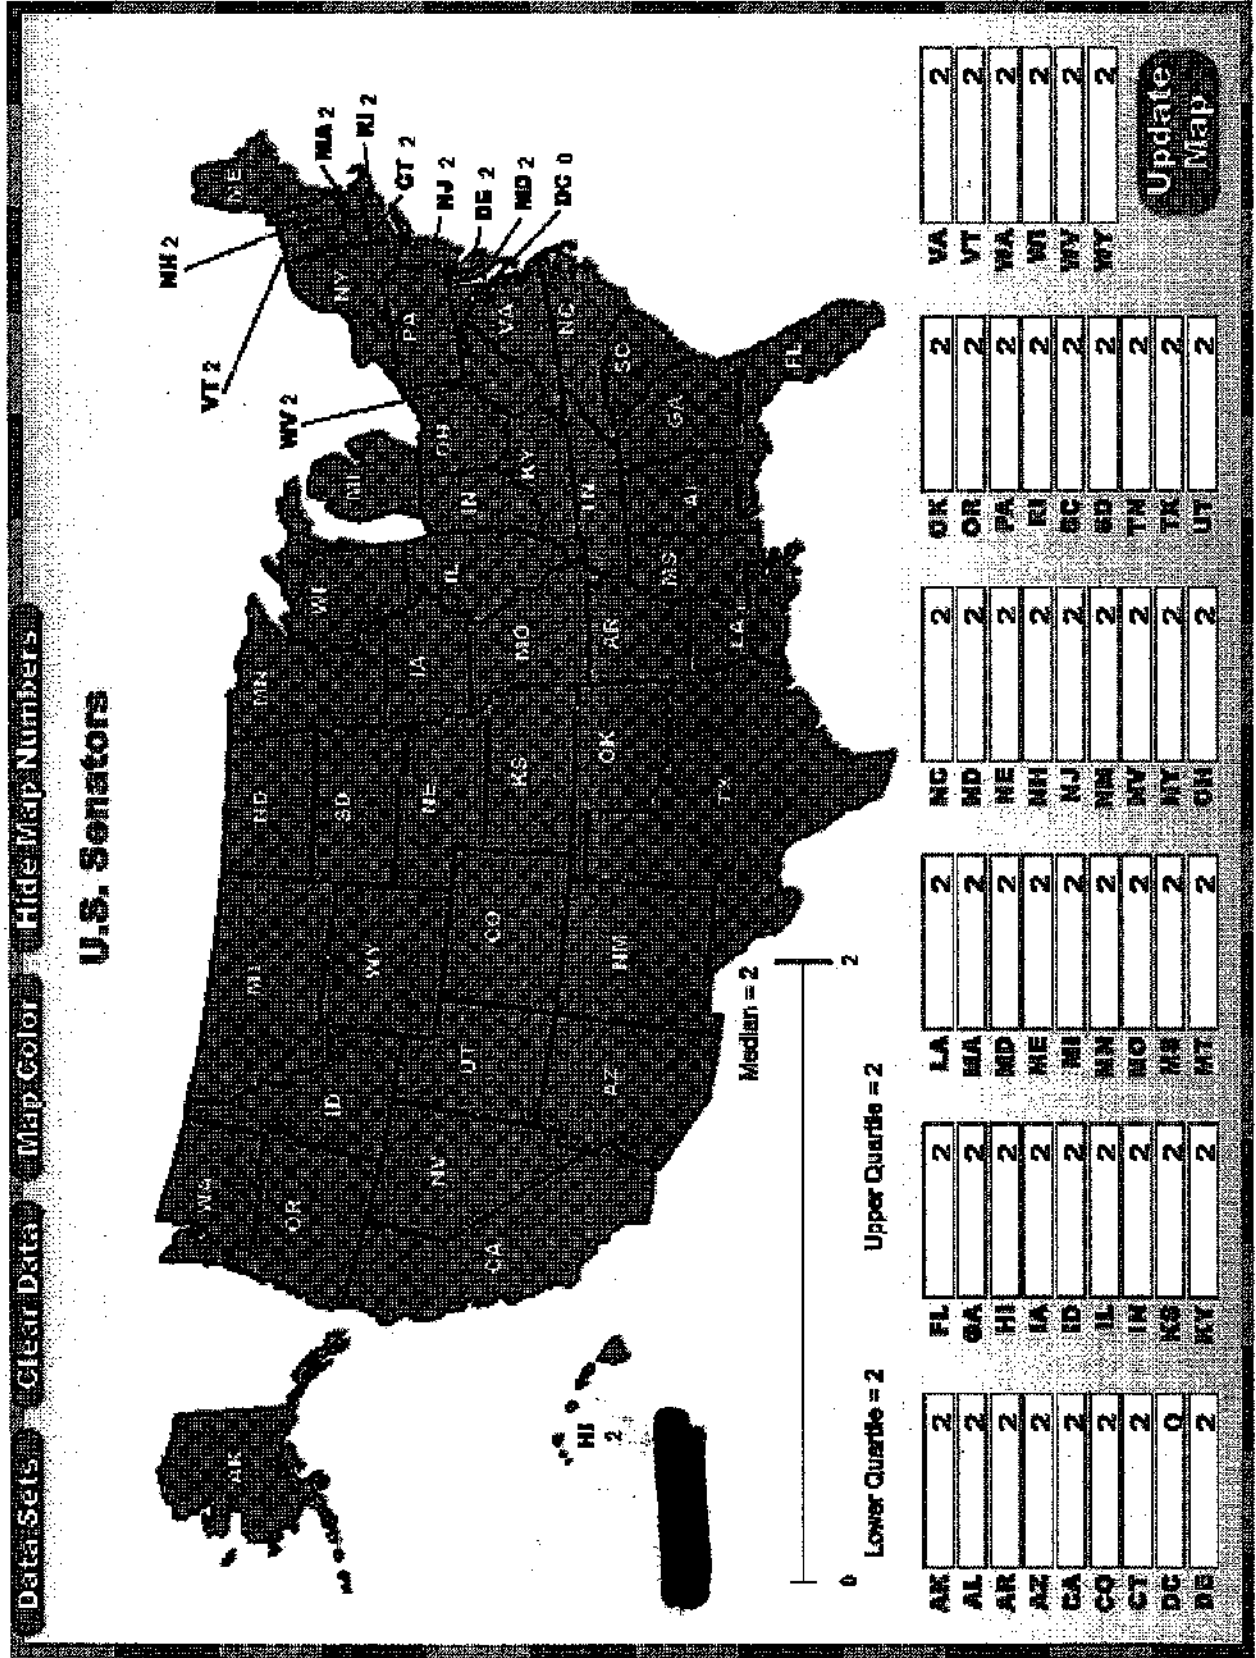 Data Sets Clear Data Map Color Hide Map Numbers
U.S. Senators
AK
WA
OR
CA
NV
ID
MT
WY
UT
AZ
CO
NM
ND
SD
NE
KS
OK
TX
MN
IA
MO
AR
LA
WI
IL
MS
MI
IN
KY
TN
AL
OH
GA
FL
SC
NC
VA
PA
NY
ME
WV 2
VT 2
NH 2
MA 2
RI 2
CT 2
NJ 2
DE 2
MD 2
DC 0
HI
2
Median = 2
0 2
Lower Quartile = 2 Upper Quartile = 2
AK 2 FL 2 LA 2 NC 2 OK 2 VA 2
AL 2 GA 2 MA 2 ND 2 OR 2 VT 2
AR 2 HI 2 MD 2 NE 2 PA 2 WA 2
AZ 2 IA 2 ME 2 NH 2 RI 2 WI 2
CA 2 ID 2 MI 2 NJ 2 SC 2 WV 2
CO 2 IL 2 MN 2 NM 2 SD 2 WY 2
CT 2 IN 2 MO 2 NV 2 TN 2
DC 0 KS 2 MS 2 NY 2 TX 2
DE 2 KY 2 MT 2 OH 2 UT 2
Update
Map